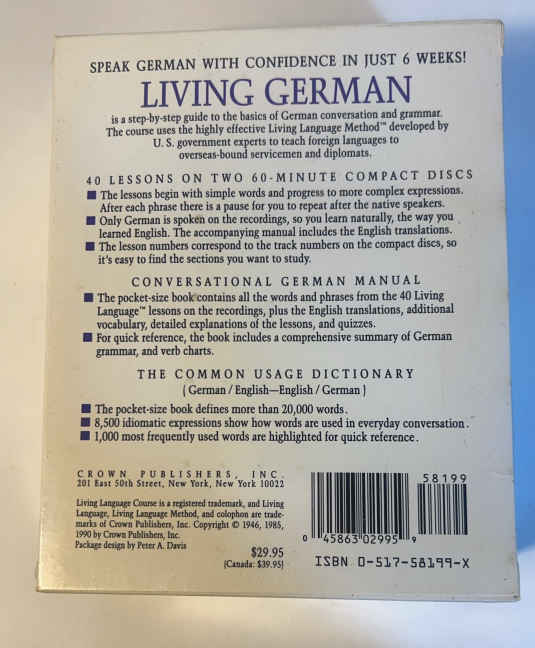 SPEAK GERMAN WITH CONFIDENCE IN JUST 6 WEEKS!
LIVING GERMAN
is a step-by-step guide to the basics of German conversation and grammar.
The course uses the highly effective Living Language Method™ developed by
U. S. government experts to teach foreign languages to
overseas-bound servicemen and diplomats.
40 LESSONS ON TWO 60-MINUTE COMPACT DISCS
■ The lessons begin with simple words and progress to more complex expressions.
After each phrase there is a pause for you to repeat after the native speakers.
■ Only German is spoken on the recordings, so you learn naturally, the way you
learned English. The accompanying manual includes the English translations.
■ The lesson numbers correspond to the track numbers on the compact discs, so
it's easy to find the sections you want to study.
CONVERSATIONAL GERMAN MANUAL
■ The pocket-size book contains all the words and phrases from the 40 Living
Language™ lessons on the recordings, plus the English translations, additional
vocabulary, detailed explanations of the lessons, and quizzes.
■ For quick reference, the book includes a comprehensive summary of German
grammar, and verb charts.
THE COMMON USAGE DICTIONARY
(German / English—English / German)
■ The pocket-size book defines more than 20,000 words.
■ 8,500 idiomatic expressions show how words are used in everyday conversation.
■ 1,000 most frequently used words are highlighted for quick reference.
CROWN PUBLISHERS, INC.
201 East 50th Street, New York, New York 10022
Living Language Course is a registered trademark, and Living
Language, Living Language Method, and colophon are trade-
marks of Crown Publishers, Inc. Copyright © 1946, 1985,
1990 by Crown Publishers, Inc.
Package design by Peter A. Davis
$29.95
(Canada: $39.95)
58199
0 45863 02995 9
ISBN 0-517-58199-X